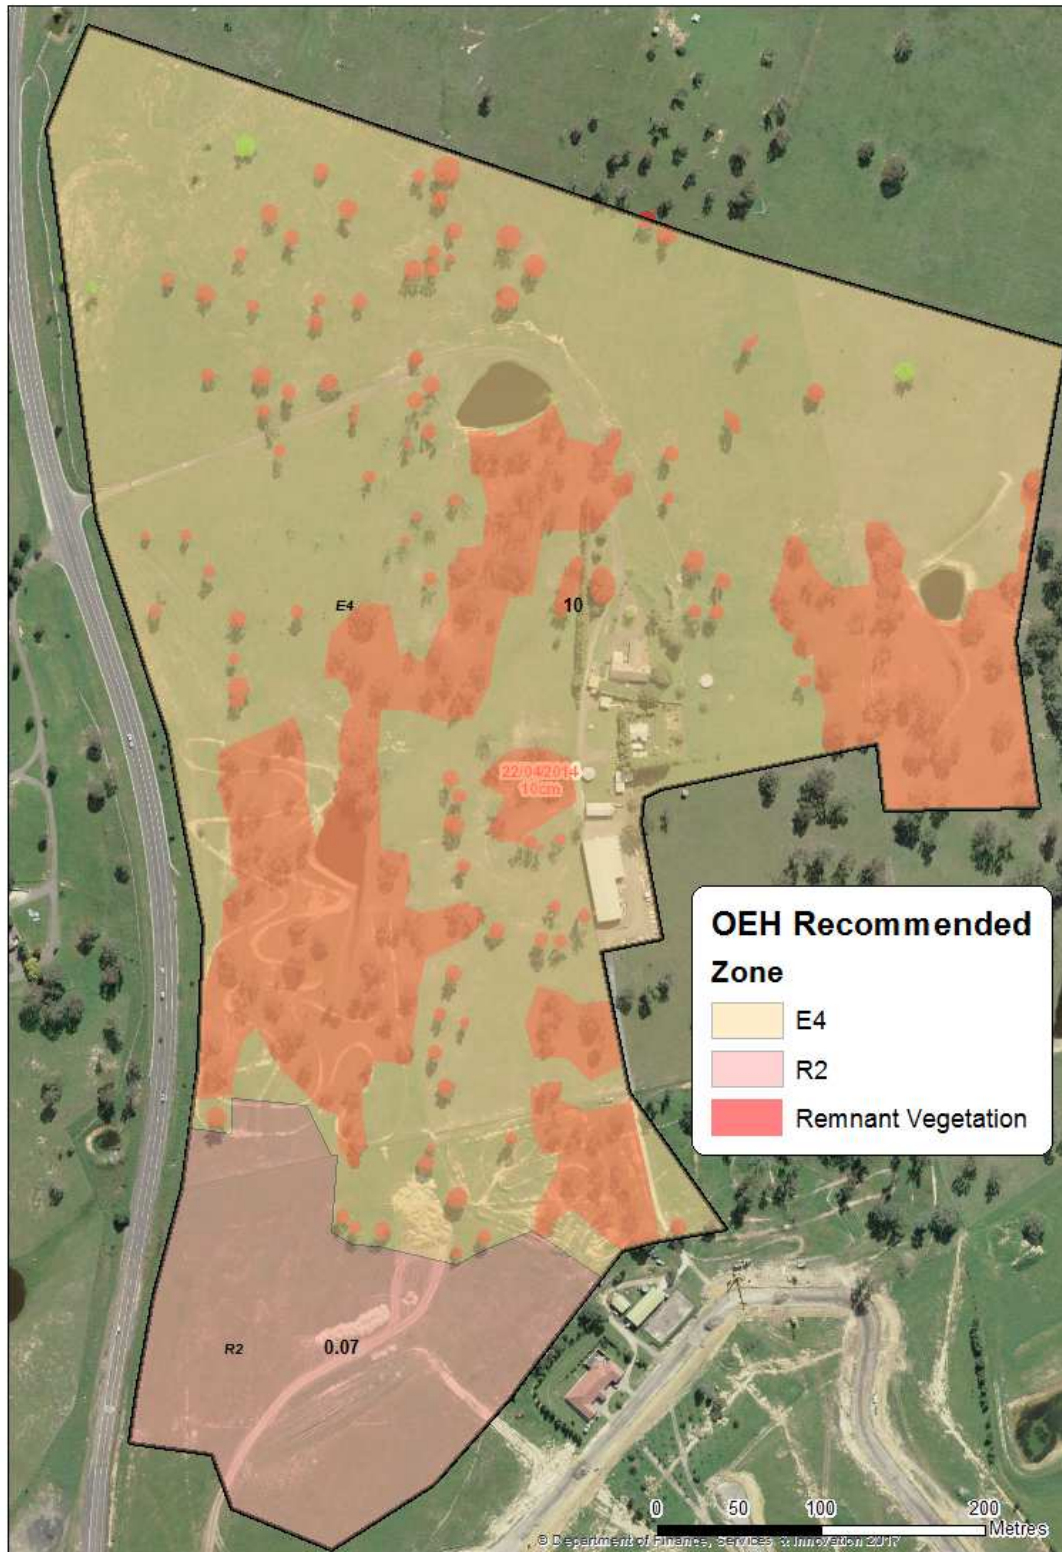 E4
10
22/04/2014
10cm
OEH Recommended
Zone
E4
R2
Remnant Vegetation
R2
0.07
0 50 100 200
Metres
© Department of Finance, Services & Innovation 2017